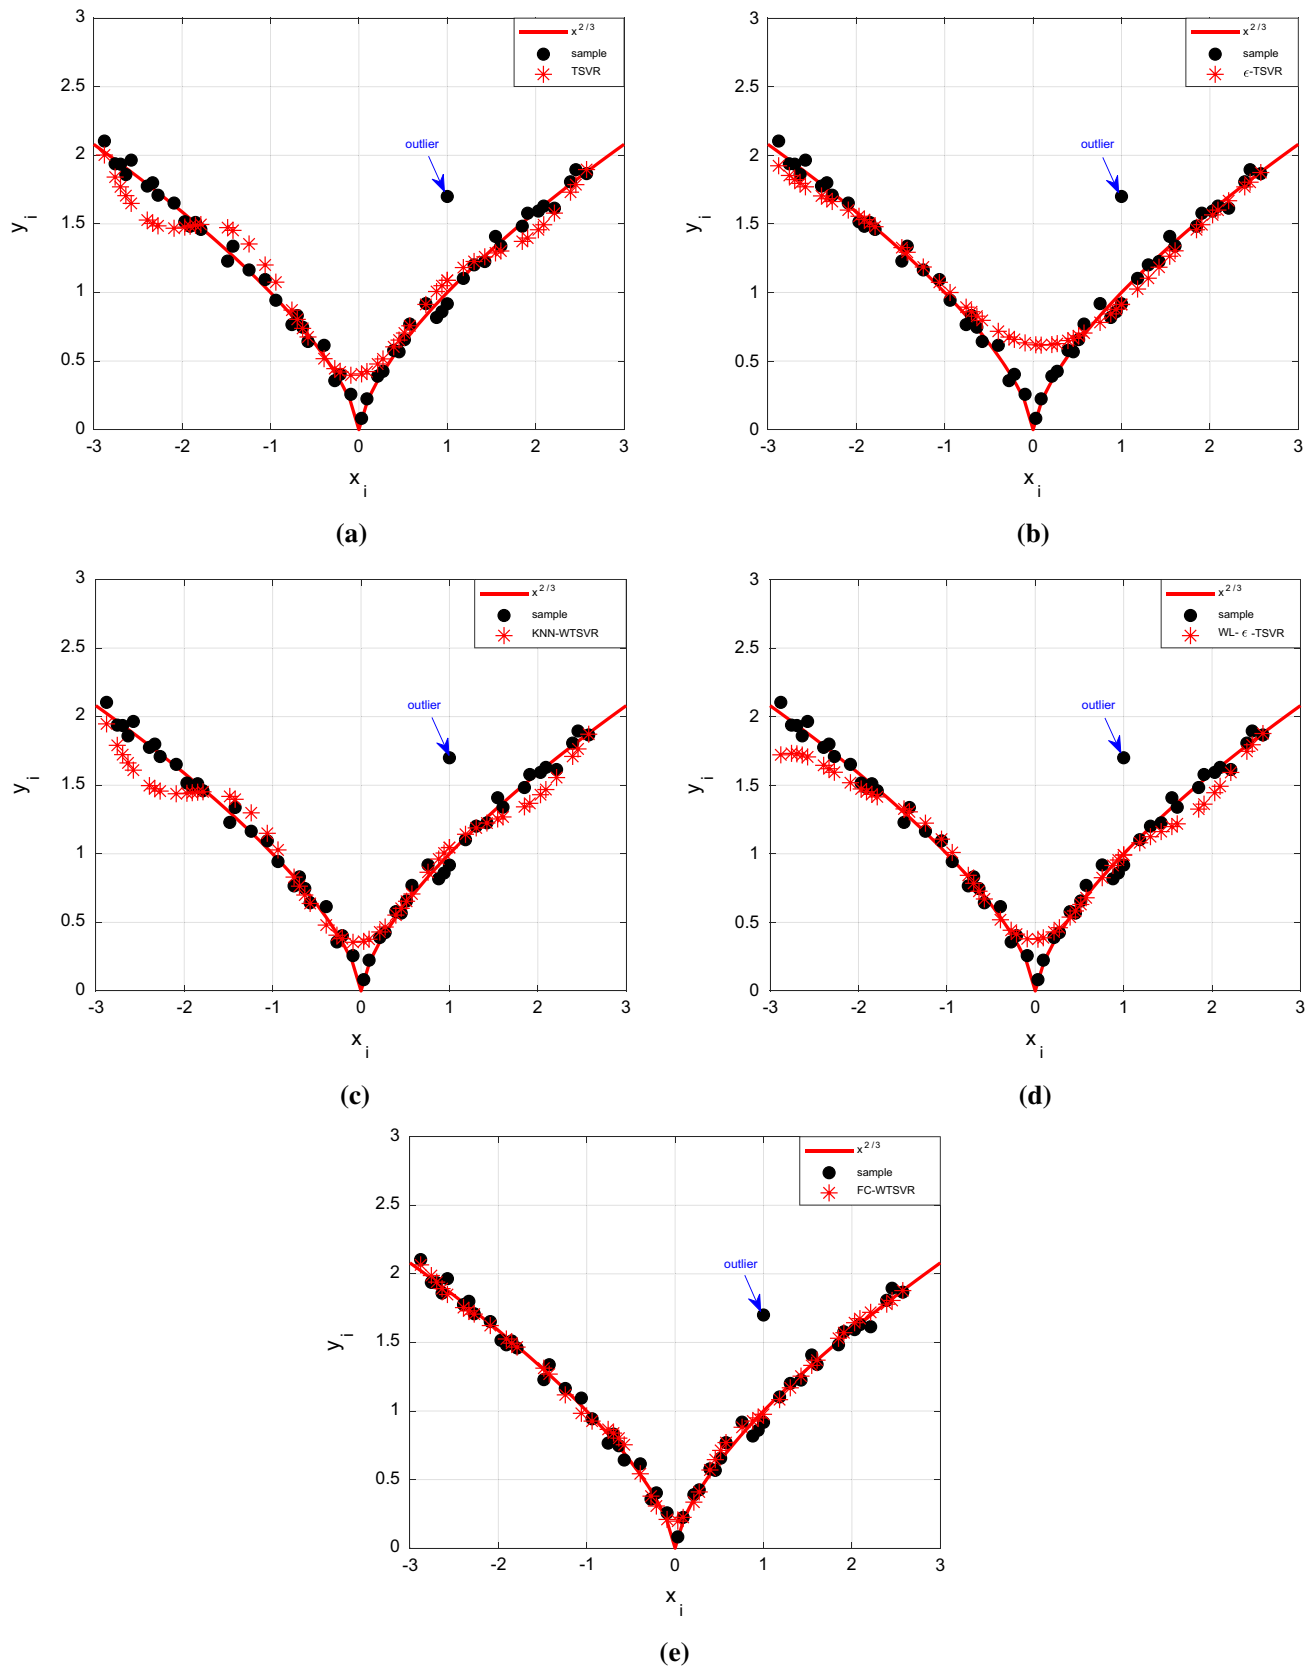 3
2.5
2
1.5
1
0.5
0
-3 -2 -1 0 1 2 3
y i
x i
x 2/3
sample
TSVR
outlier
(a)
3
2.5
2
1.5
1
0.5
0
-3 -2 -1 0 1 2 3
y i
x i
x 2/3
sample
ϵ-TSVR
outlier
(b)
3
2.5
2
1.5
1
0.5
0
-3 -2 -1 0 1 2 3
y i
x i
x 2/3
sample
KNN-WTSVR
outlier
(c)
3
2.5
2
1.5
1
0.5
0
-3 -2 -1 0 1 2 3
y i
x i
x 2/3
sample
WL- ϵ -TSVR
outlier
(d)
3
2.5
2
1.5
1
0.5
0
-3 -2 -1 0 1 2 3
y i
x i
x 2/3
sample
FC-WTSVR
outlier
(e)